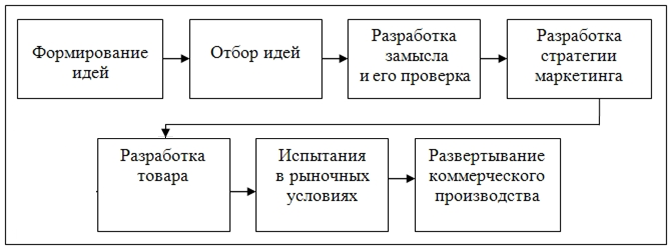 Формирование
идей
Отбор идей
Разработка
замысла
и его проверка
Разработка
стратегии
маркетинга
Разработка
товара
Испытания
в рыночных
условиях
Развертывание
коммерческого
производства